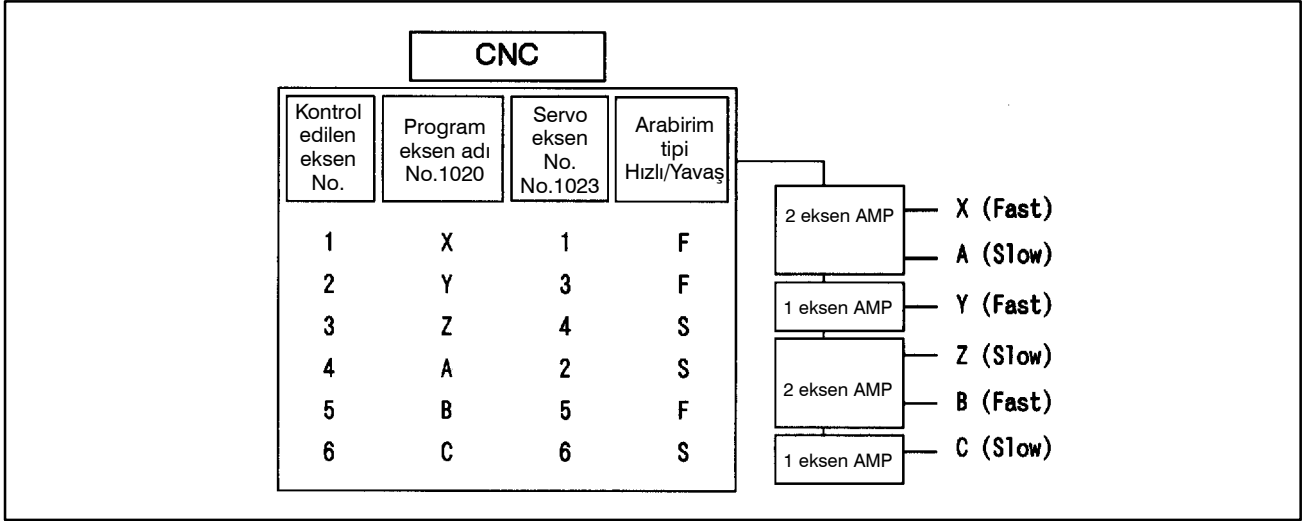 CNC
Kontrol
edilen
eksen
No.
Program
eksen adı
No.1020
Servo
eksen
No.
No.1023
Arabirim
tipi
Hızlı/Yavaş
1 X 1 F
2 Y 3 F
3 Z 4 S
4 A 2 S
5 B 5 F
6 C 6 S
2 eksen AMP
X (Fast)
A (Slow)
1 eksen AMP
Y (Fast)
2 eksen AMP
Z (Slow)
B (Fast)
1 eksen AMP
C (Slow)